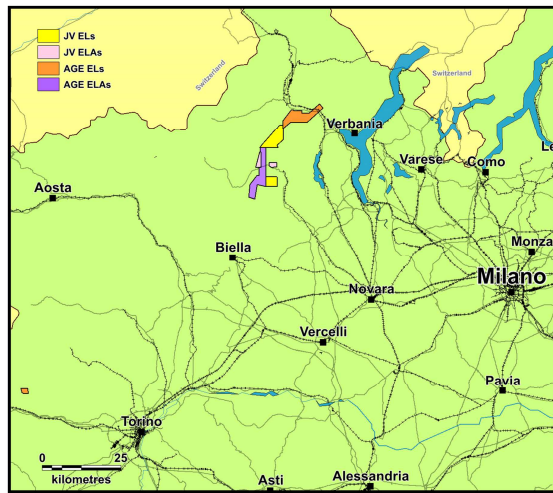 JV ELs
JV ELAs
AGE ELs
AGE ELAs
Switzerland
Switzerland
Verbania
Varese
Como
Le
Aosta
Biella
Monza
Milano
Novara
Vercelli
Pavia
Torino
0 25
kilometres
Asti
Alessandria